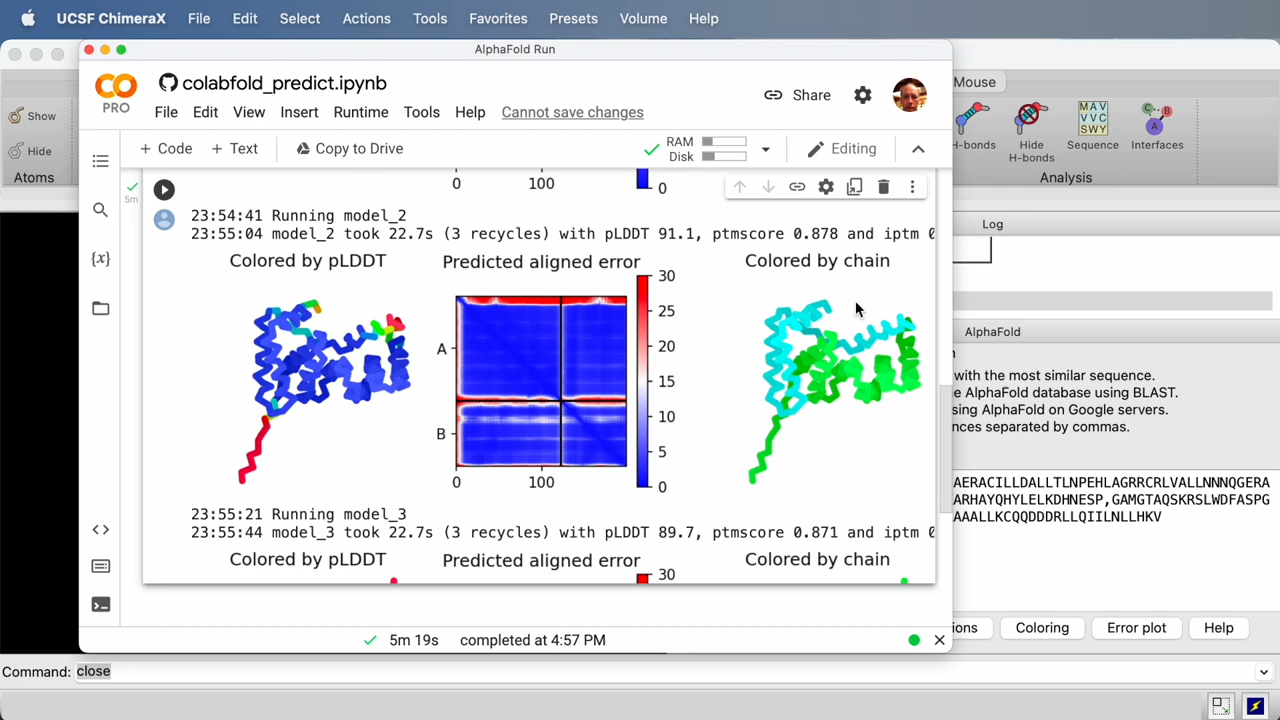 UCSF ChimeraX File Edit Select Actions Tools Favorites Presets Volume Help
AlphaFold Run
colabfold_predict.ipynb
PRO
Share
File Edit View Insert Runtime Tools Help Cannot save changes
+ Code + Text Copy to Drive
RAM
Disk
Editing
Show
Hide
Atoms
Mouse
H-bonds
Hide
H-bonds
MAV
VVC
SWY
Sequence
A
C
Interfaces
Analysis
Log
AlphaFold
{x}
5m
0 100
0
23:54:41 Running model_2
23:55:04 model_2 took 22.7s (3 recycles) with pLDDT 91.1, ptmscore 0.878 and iptm
Colored by pLDDT Predicted aligned error Colored by chain
30
25
20
15
10
5
0
A
B
0 100
23:55:21 Running model_3
23:55:44 model_3 took 22.7s (3 recycles) with pLDDT 89.7, ptmscore 0.871 and iptm
Colored by pLDDT Predicted aligned error Colored by chain
30
with the most similar sequence.
AlphaFold database using BLAST.
using AlphaFold on Google servers.
separated by commas.
AERACILLDALLTLNPEHLAGRRCRLVALLNNNQGERA
ARHAYQHYLELKDHNESP,GAMGTAQSKRSLWDFASPG
AAALLKCQQDDDRLLQIILNLLHKV
5m 19s completed at 4:57 PM
Coloring Error plot Help
Command: close